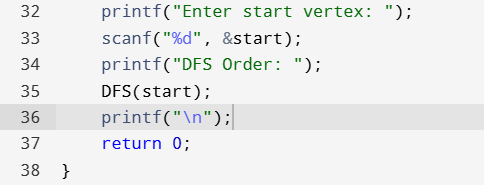 32 printf("Enter start vertex: ");
33 scanf("%d", &start);
34 printf("DFS Order: ");
35 DFS(start);
36 printf("\n");
37 return 0;
38 }